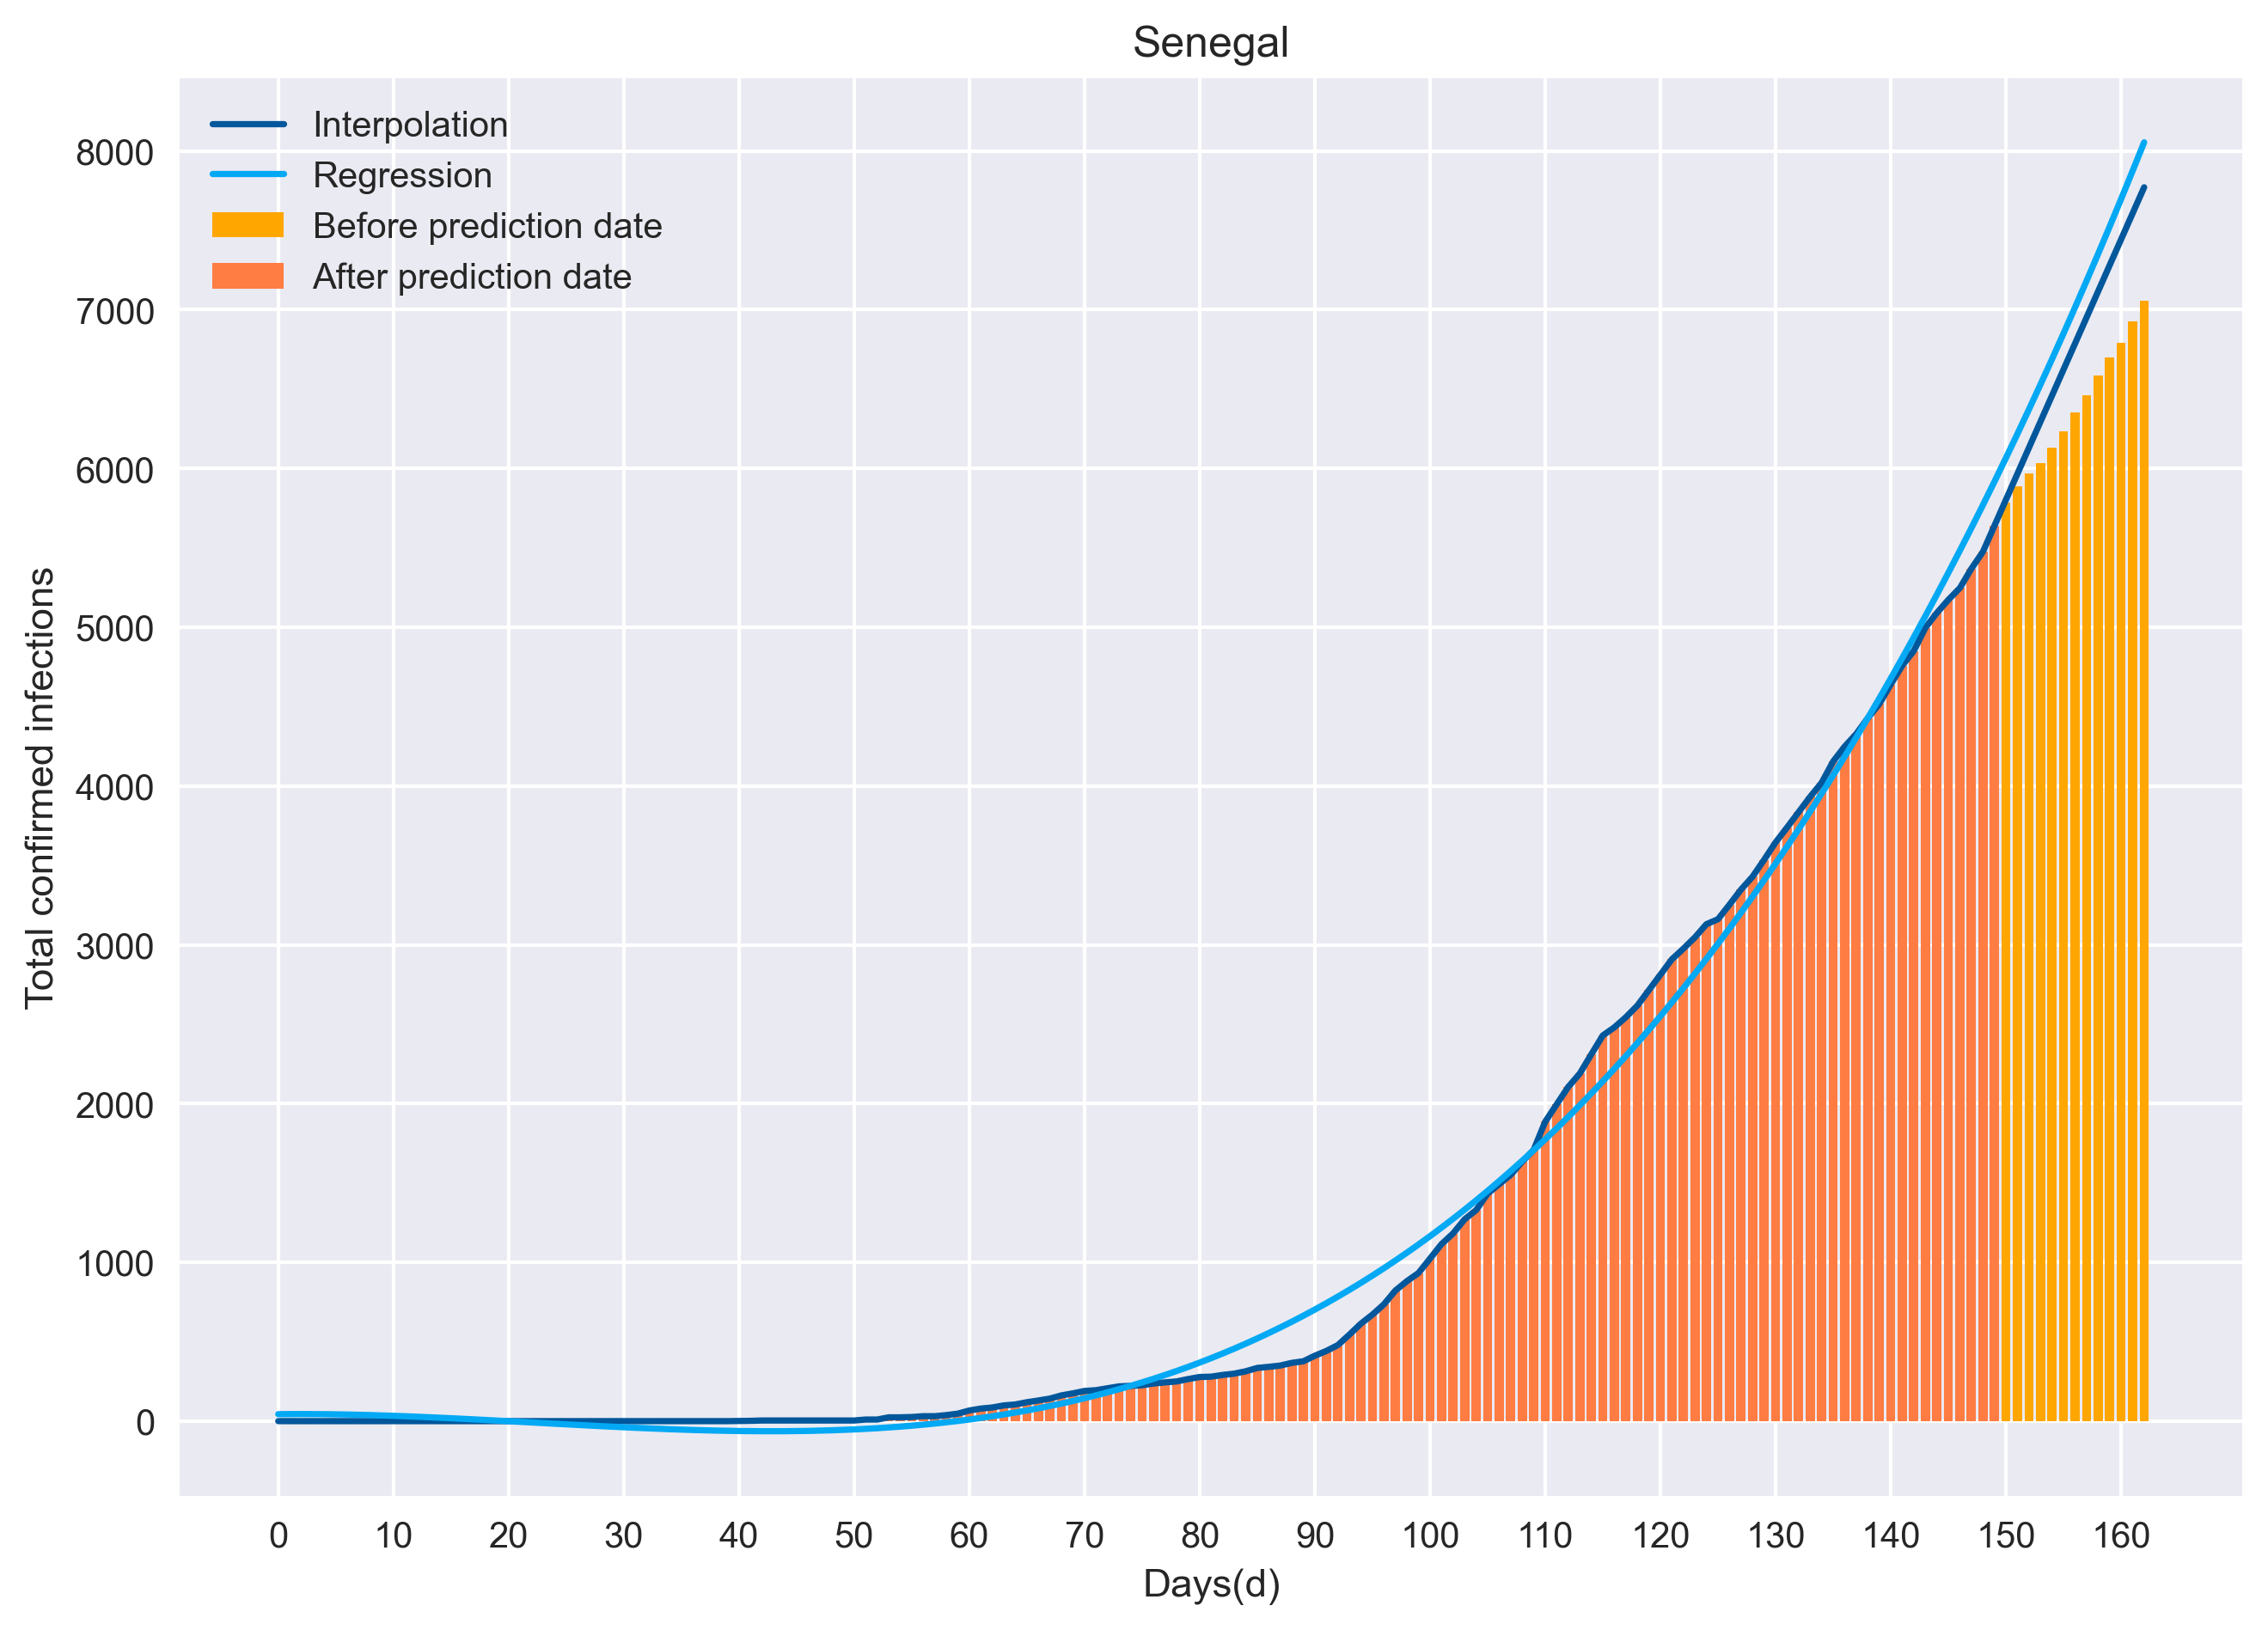 Senegal
Interpolation
Regression
Before prediction date
After prediction date
8000
7000
6000
5000
4000
3000
2000
1000
0
Total confirmed infections
0 10 20 30 40 50 60 70 80 90 100 110 120 130 140 150 160
Days(d)